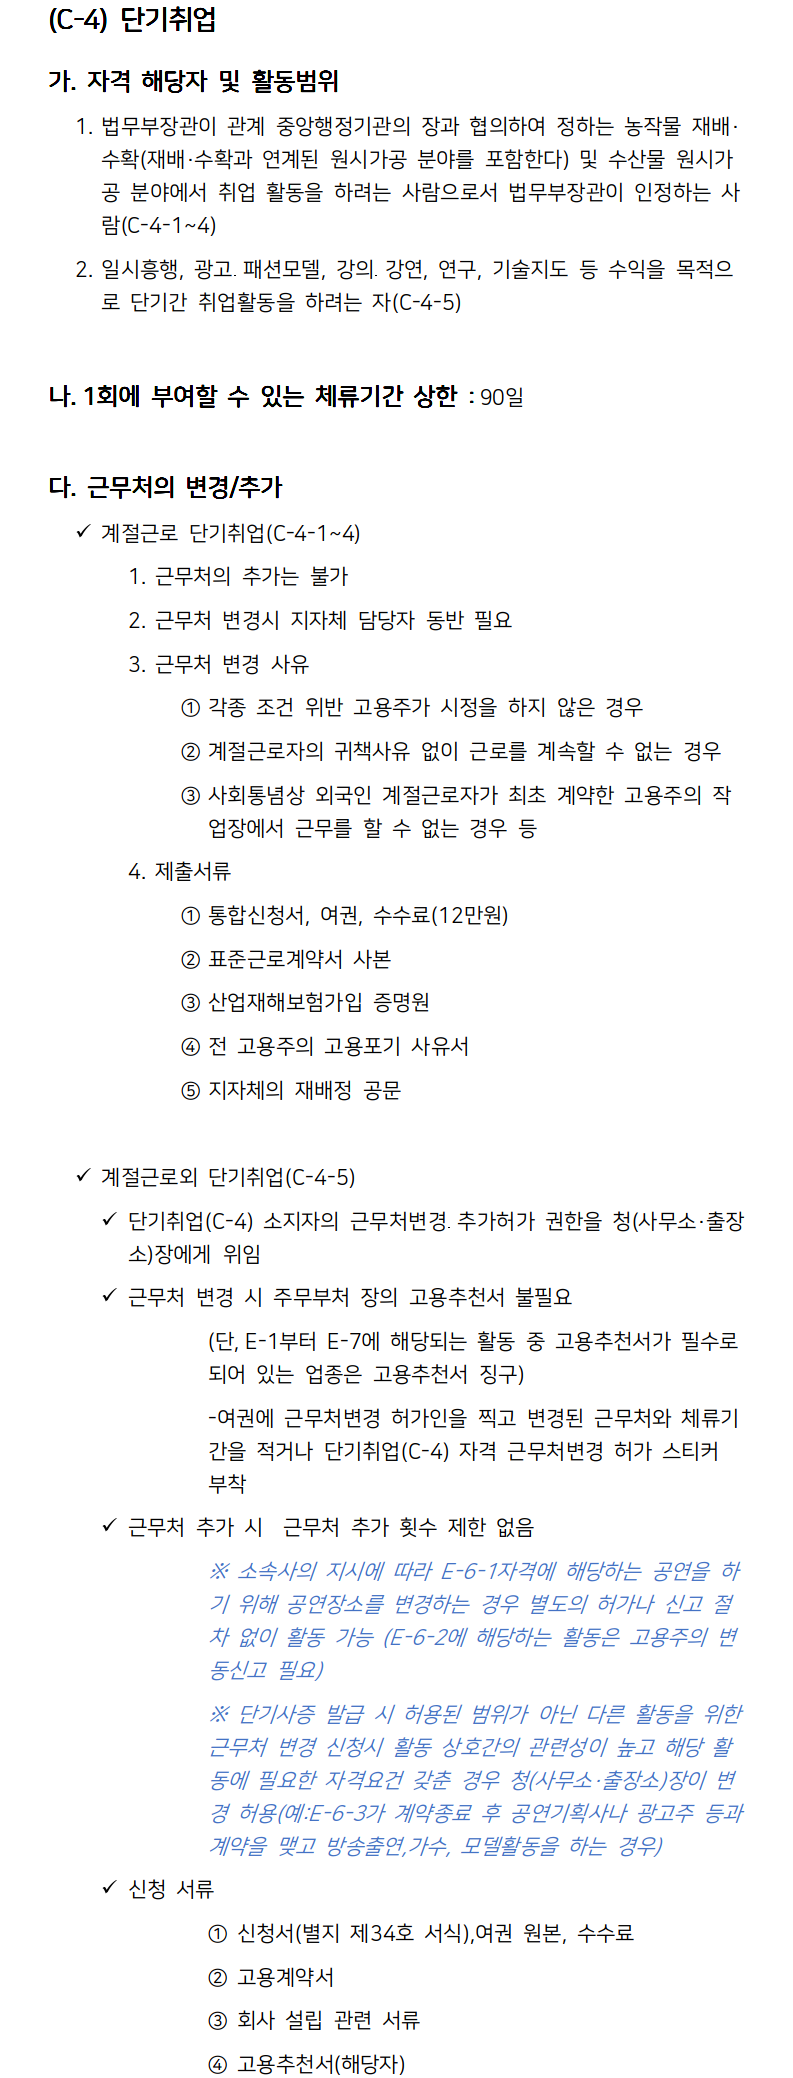 (C-4) 단기취업
가. 자격 해당자 및 활동범위
1. 법무부장관이 관계 중앙행정기관의 장과 협의하여 정하는 농작물 재배·
수확(재배·수확과 연계된 원시가공 분야를 포함한다) 및 수산물 원시가
공 분야에서 취업 활동을 하려는 사람으로서 법무부장관이 인정하는 사
람(C-4-1~4)
2. 일시흥행, 광고. 패션모델, 강의. 강연, 연구, 기술지도 등 수익을 목적으
로 단기간 취업활동을 하려는 자(C-4-5)
나. 1회에 부여할 수 있는 체류기간 상한 : 90일
다. 근무처의 변경/추가
✓ 계절근로 단기취업(C-4-1~4)
1. 근무처의 추가는 불가
2. 근무처 변경시 지자체 담당자 동반 필요
3. 근무처 변경 사유
① 각종 조건 위반 고용주가 시정을 하지 않은 경우
② 계절근로자의 귀책사유 없이 근로를 계속할 수 없는 경우
③ 사회통념상 외국인 계절근로자가 최초 계약한 고용주의 작
업장에서 근무를 할 수 없는 경우 등
4. 제출서류
① 통합신청서, 여권, 수수료(12만원)
② 표준근로계약서 사본
③ 산업재해보험가입 증명원
④ 전 고용주의 고용포기 사유서
⑤ 지자체의 재배정 공문
✓ 계절근로외 단기취업(C-4-5)
✓ 단기취업(C-4) 소지자의 근무처변경. 추가허가 권한을 청(사무소·출장
소)장에게 위임
✓ 근무처 변경 시 주무부처 장의 고용추천서 불필요
(단, E-1부터 E-7에 해당되는 활동 중 고용추천서가 필수로
되어 있는 업종은 고용추천서 징구)
-여권에 근무처변경 허가인을 찍고 변경된 근무처와 체류기
간을 적거나 단기취업(C-4) 자격 근무처변경 허가 스티커
부착
✓ 근무처 추가 시 근무처 추가 횟수 제한 없음
※ 소속사의 지시에 따라 E-6-1자격에 해당하는 공연을 하
기 위해 공연장소를 변경하는 경우 별도의 허가나 신고 절
차 없이 활동 가능 (E-6-2에 해당하는 활동은 고용주의 변
동신고 필요)
※ 단기사증 발급 시 허용된 범위가 아닌 다른 활동을 위한
근무처 변경 신청시 활동 상호간의 관련성이 높고 해당 활
동에 필요한 자격요건 갖춘 경우 청(사무소·출장소)장이 변
경 허용(예:E-6-3가 계약종료 후 공연기획사나 광고주 등과
계약을 맺고 방송출연,가수, 모델활동을 하는 경우)
✓ 신청 서류
① 신청서(별지 제34호 서식),여권 원본, 수수료
② 고용계약서
③ 회사 설립 관련 서류
④ 고용추천서(해당자)